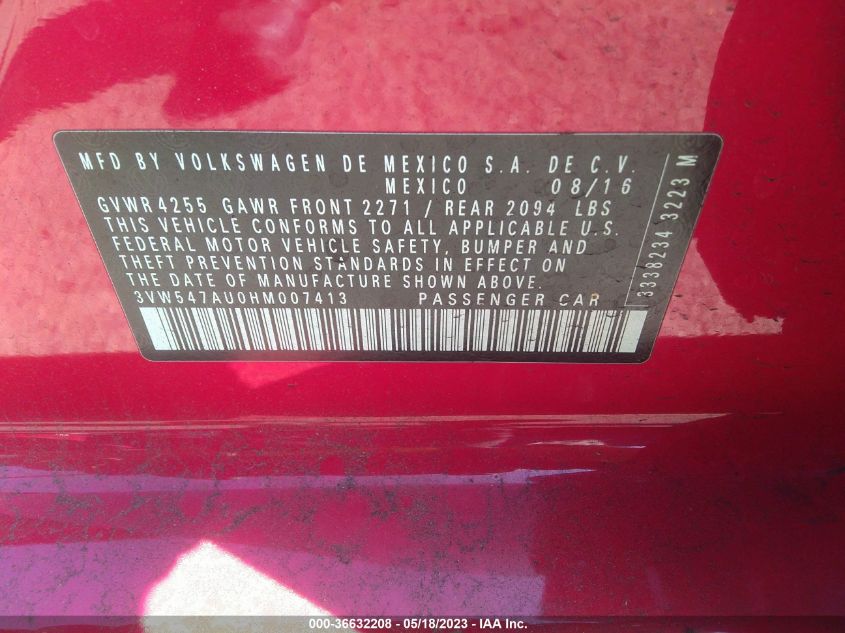 MFD BY VOLKSWAGEN DE MEXICO S.A. DE C.V.
MEXICO 08/16
GVWR 4255 GAWR FRONT 2271 / REAR 2094 LBS
THIS VEHICLE CONFORMS TO ALL APPLICABLE U.S.
FEDERAL MOTOR VEHICLE SAFETY, BUMPER AND
THEFT PREVENTION STANDARDS IN EFFECT ON
THE DATE OF MANUFACTURE SHOWN ABOVE.
3VW547AU0HM007413 PASSENGER CAR
3338234 3223 M
000-36632208 - 05/18/2023 - IAA Inc.